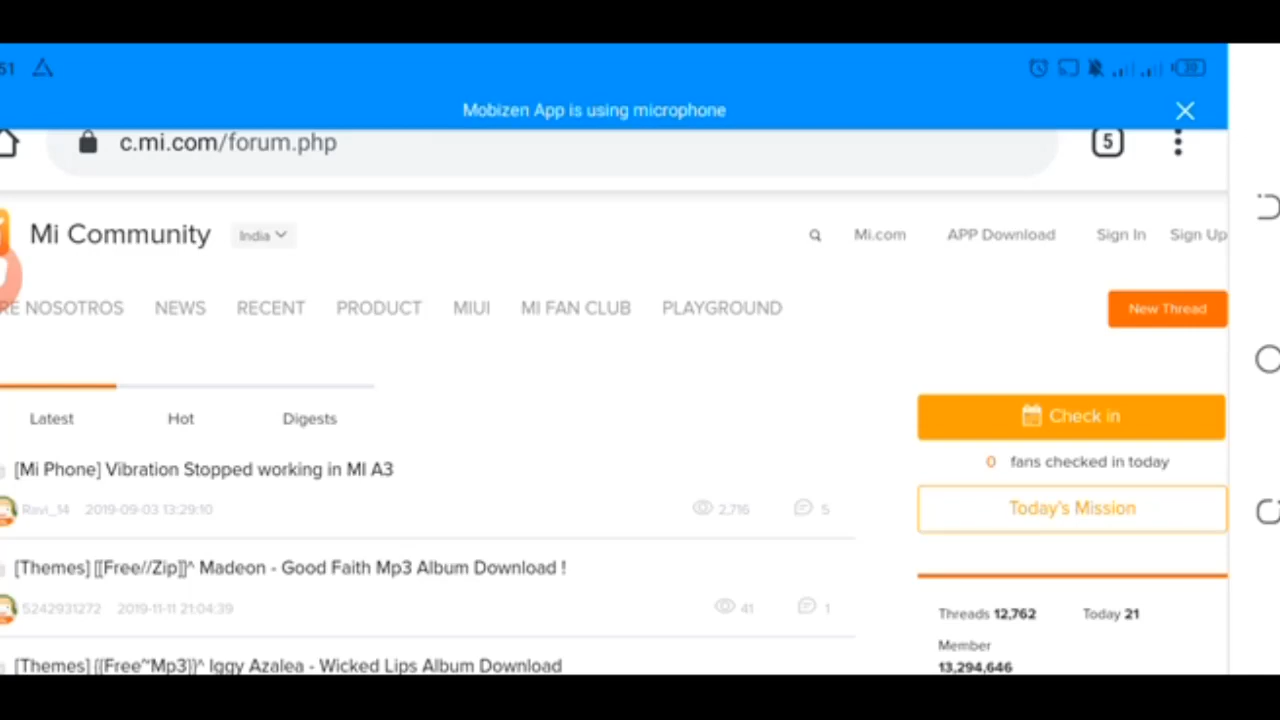 51
30
Mobizen App is using microphone
c.mi.com/forum.php
5
Mi Community
India
Mi.com
APP Download
Sign In
Sign Up
RE NOSOTROS
NEWS
RECENT
PRODUCT
MIUI
MI FAN CLUB
PLAYGROUND
New Thread
Latest
Hot
Digests
Check in
0 fans checked in today
Today's Mission
[Mi Phone] Vibration Stopped working in MI A3
Ravi_14 2019-09-03 13:29:10
2,716
5
[Themes] [[Free//Zip]]^ Madeon - Good Faith Mp3 Album Download !
5242931272 2019-11-11 21:04:39
41
1
[Themes] {{Free~Mp3}}^ Iggy Azalea - Wicked Lips Album Download
Threads 12,762
Today 21
Member
13,294,646